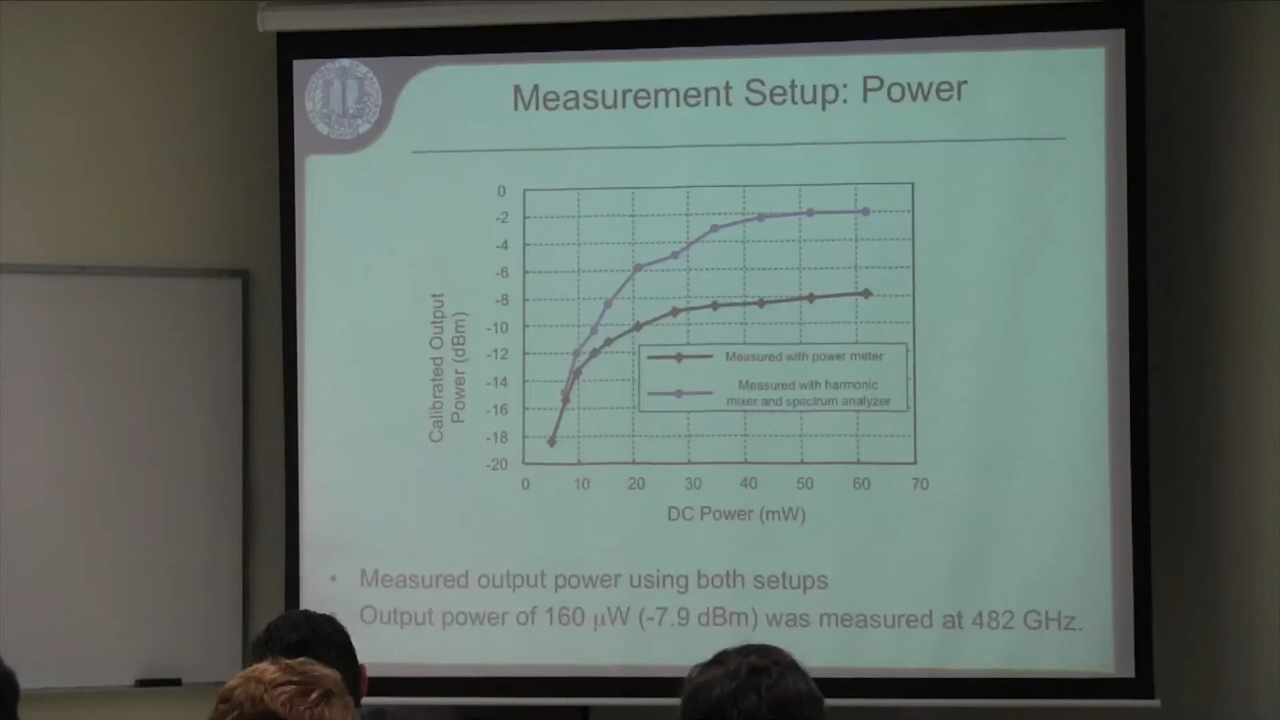 Measurement Setup: Power
0
-2
-4
-6
-8
-10
-12
-14
-16
-18
-20
Calibrated Output
Power (dBm)
Measured with power meter
Measured with harmonic
mixer and spectrum analyzer
0 10 20 30 40 50 60 70
DC Power (mW)
• Measured output power using both setups
• Output power of 160 μW (-7.9 dBm) was measured at 482 GHz.